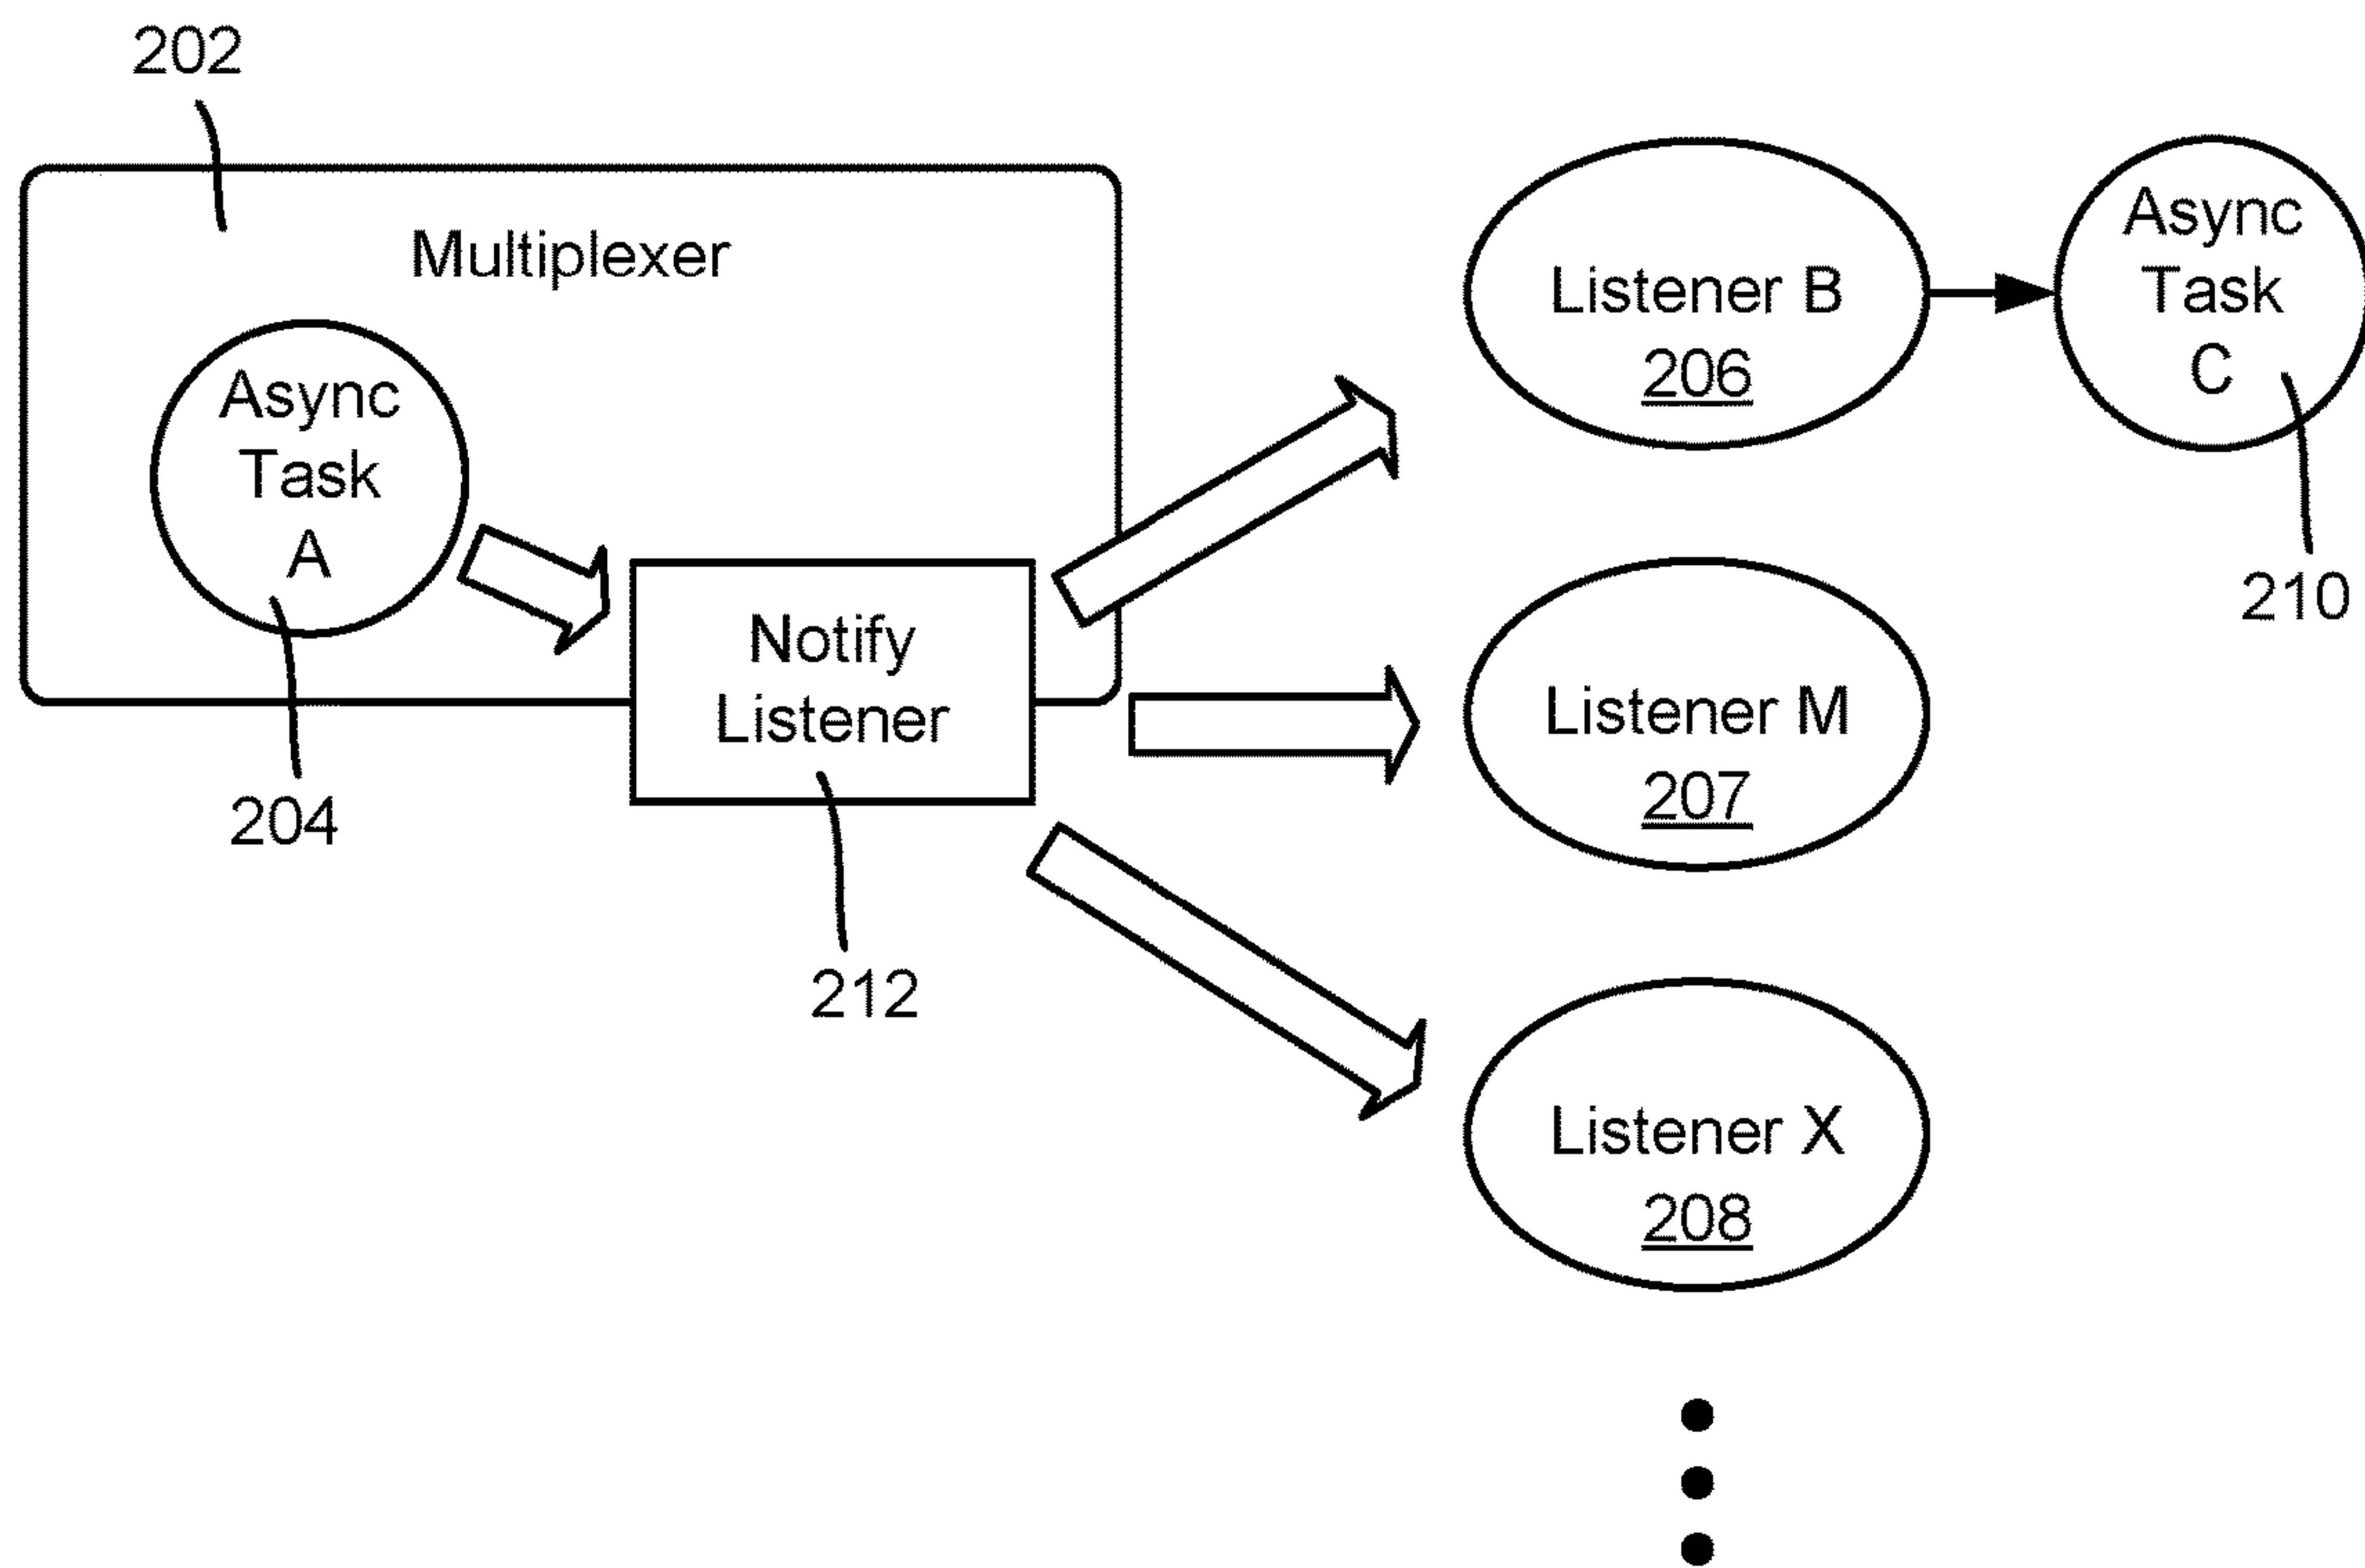 202
Multiplexer
Async
Task
A
204
Notify
Listener
212
Listener B
206
Async
Task
C
210
Listener M
207
Listener X
208